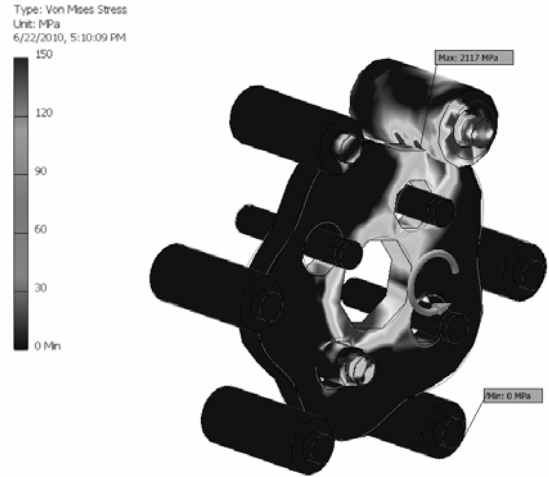 Type: Von Mises Stress
Unit: MPa
6/22/2010, 5:10:09 PM
150
Max: 2117 MPa
120
90
60
30
0 Min
Min: 0 MPa